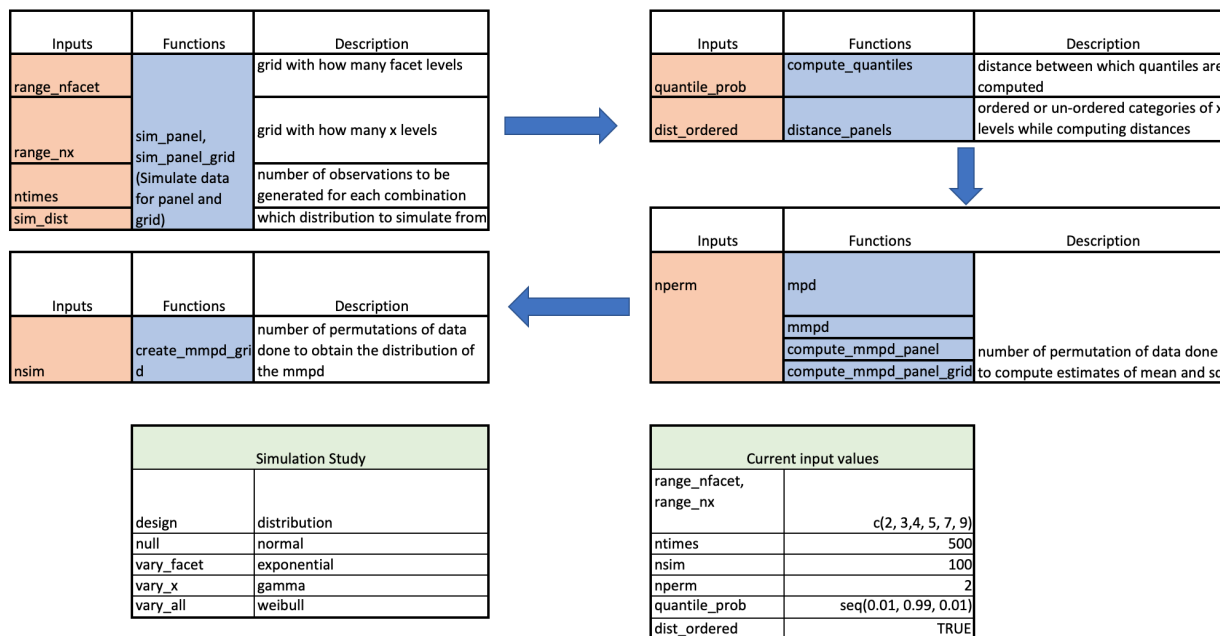 Inputs Functions Description
range_nfacet
grid with how many facet levels
range_nx
grid with how many x levels
sim_panel,
sim_panel_grid
(Simulate data
for panel and
grid)
ntimes
number of observations to be
generated for each combination
sim_dist
which distribution to simulate from
Inputs Functions Description
quantile_prob
compute_quantiles
distance between which quantiles are
computed
dist_ordered
distance_panels
ordered or un-ordered categories of x
levels while computing distances
Inputs Functions Description
nperm
mpd
mmpd
compute_mmpd_panel
compute_mmpd_panel_grid
number of permutation of data done
to compute estimates of mean and
Inputs Functions Description
nsim
create_mmpd_gri
d
number of permutations of data
done to obtain the distribution of
the mmpd
Simulation Study
design distribution
null normal
vary_facet exponential
vary_x gamma
vary_all weibull
Current input values
range_nfacet,
range_nx
c(2, 3,4, 5, 7, 9)
ntimes 500
nsim 100
nperm 2
quantile_prob seq(0.01, 0.99, 0.01)
dist_ordered TRUE